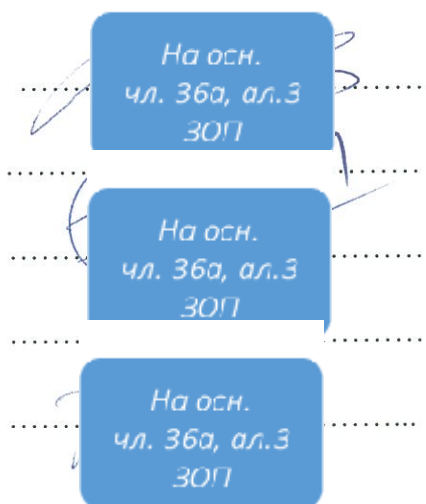 На осн.
чл. 36а, ал.3
ЗОП
На осн.
чл. 36а, ал.3
ЗОП
На осн.
чл. 36а, ал.3
ЗОП